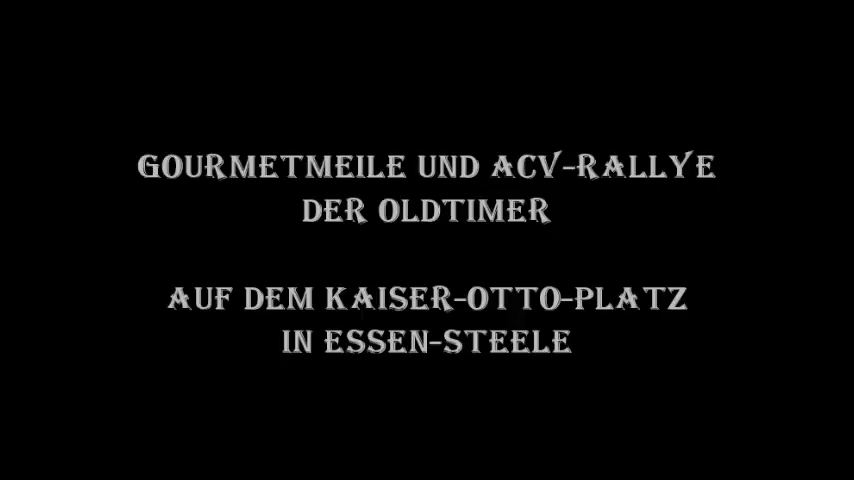 GOURMETMEILE UND ACV-RALLYE
DER OLDTIMER
AUF DEM KAISER-OTTO-PLATZ
IN ESSEN-STEELE